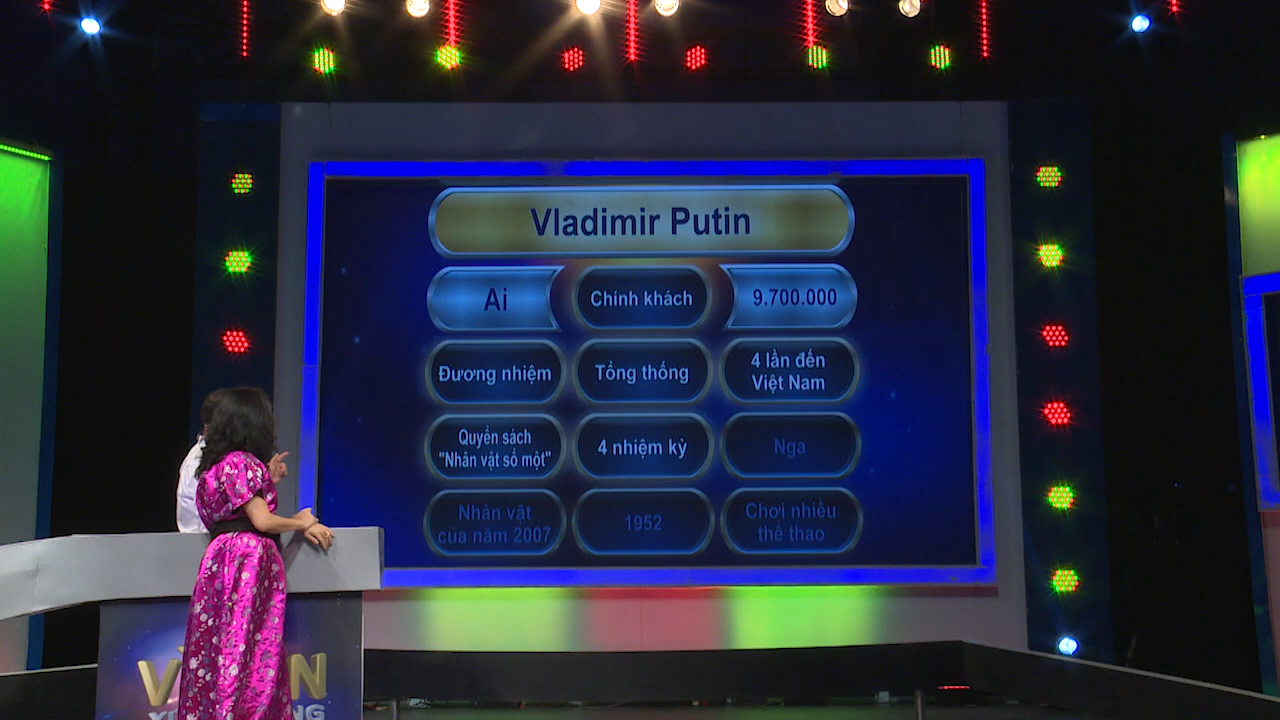 Vladimir Putin
Ai
Chính khách
9.700.000
Đương nhiệm
Tổng thống
4 lần đến
Việt Nam
Quyển sách
"Nhân vật số một"
4 nhiệm kỳ
Nga
Nhân vật
của năm 2007
1952
Chơi nhiều
thể thao